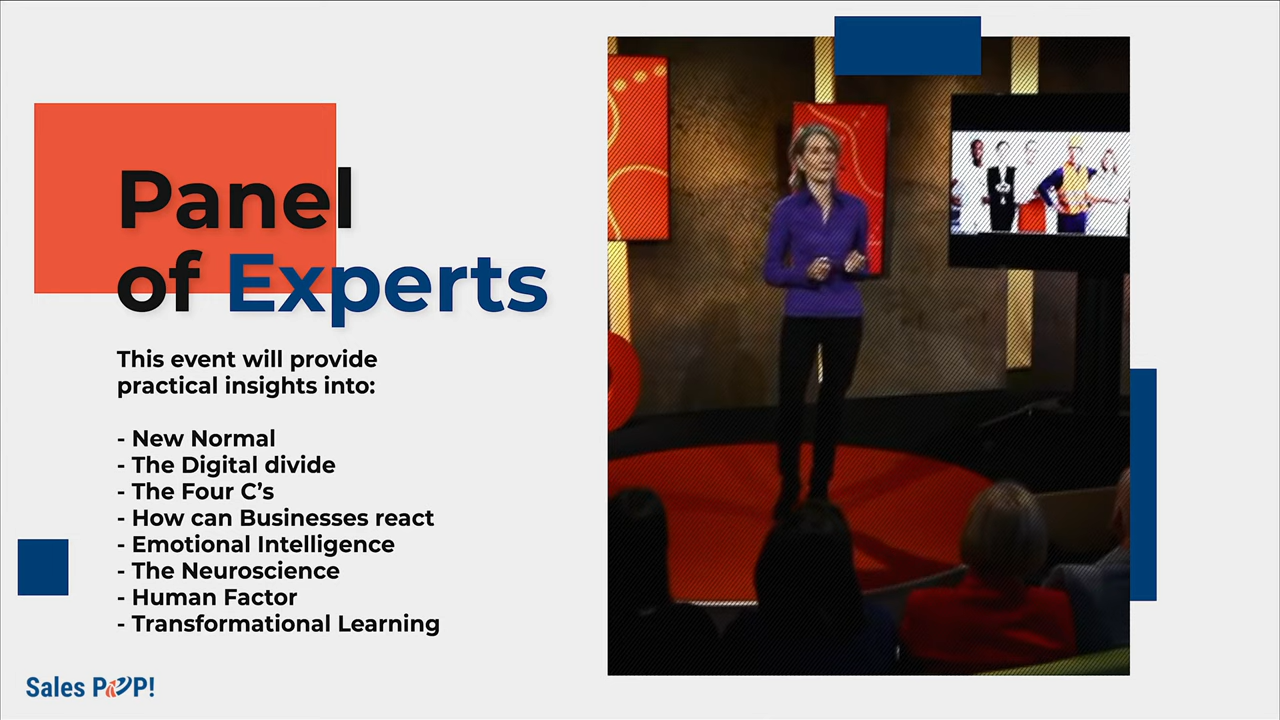 Panel
of Experts
This event will provide
practical insights into:
- New Normal
- The Digital divide
- The Four C’s
- How can Businesses react
- Emotional Intelligence
- The Neuroscience
- Human Factor
- Transformational Learning
Sales POP!